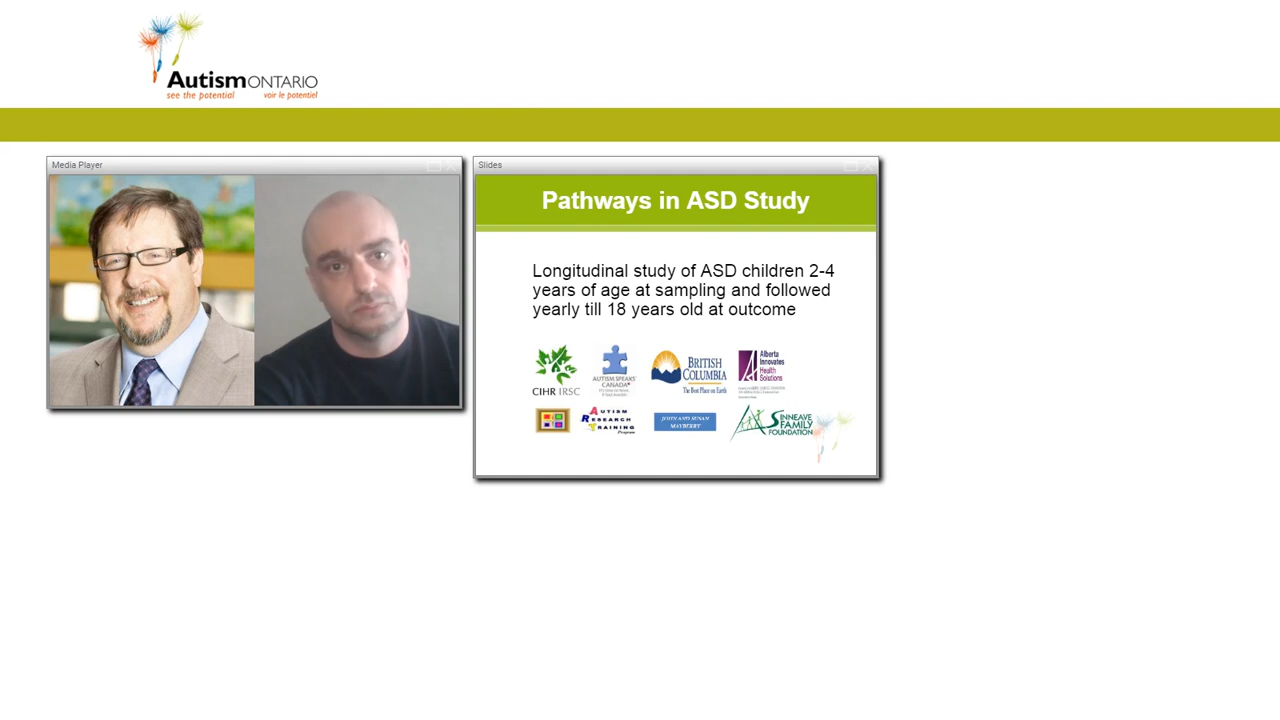 Autism ONTARIO
see the potential voir le potentiel
Media Player
Slides
Pathways in ASD Study
Longitudinal study of ASD children 2-4
years of age at sampling and followed
yearly till 18 years old at outcome
CIHR IRSC
AUTISM SPEAKS
CANADA
BRITISH
COLUMBIA
The Best Place on Earth
Alberta
Innovates
Health
Solutions
AUTISM
RESEARCH
TRAINING
Program
JOHN AND SUSAN
MAYBERRY
SINNEAVE
FAMILY
FOUNDATION